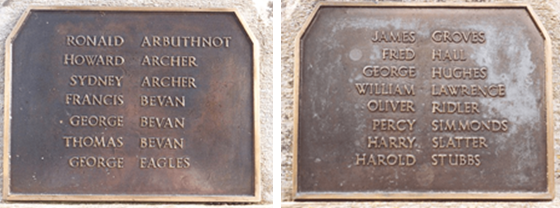 RONALD ARBUTHNOT
HOWARD ARCHER
SYDNEY ARCHER
FRANCIS BEVAN
GEORGE BEVAN
THOMAS BEVAN
GEORGE EAGLES
JAMES GROVES
FRED HALL
GEORGE HUGHES
WILLIAM LAWRENCE
OLIVER RIDLER
PERCY SIMMONDS
HARRY SLATTER
HAROLD STUBBS